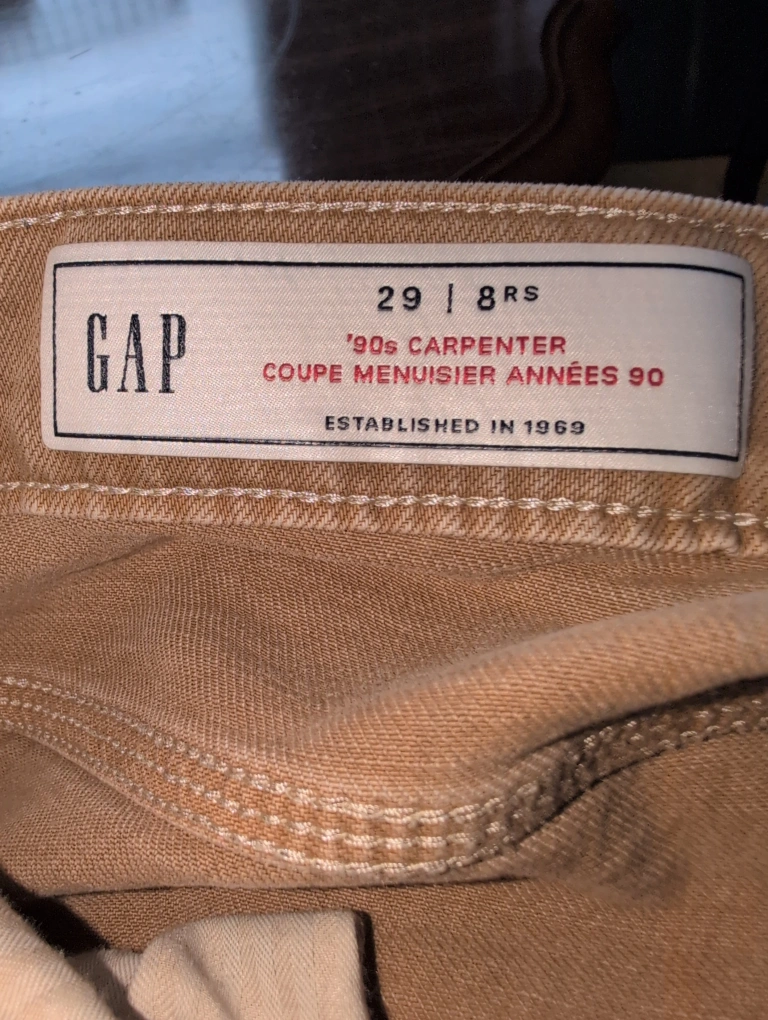 GAP
29 | 8RS
'90s CARPENTER
COUPE MENUISIER ANNÉES 90
ESTABLISHED IN 1969